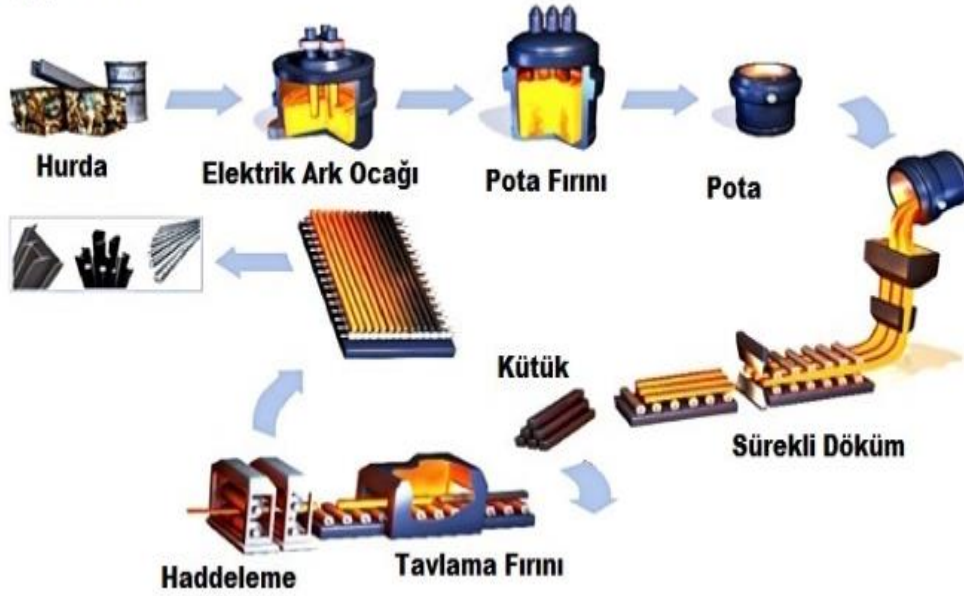 Hurda
Elektrik Ark Ocağı
Pota Fırını
Pota
Kütük
Sürekli Döküm
Tavlama Fırını
Haddeleme